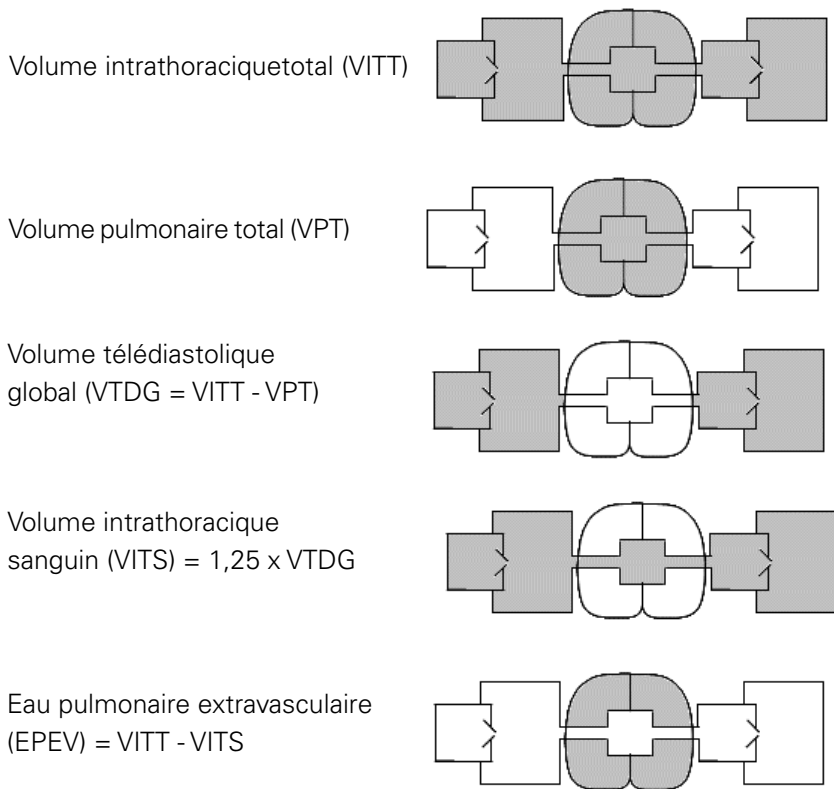 Volume intrathoraciquetotal (VITT)
Volume pulmonaire total (VPT)
Volume télédiastolique
global (VTDG = VITT - VPT)
Volume intrathoracique
sanguin (VITS) = 1,25 x VTDG
Eau pulmonaire extravasculaire
(EPEV) = VITT - VITS